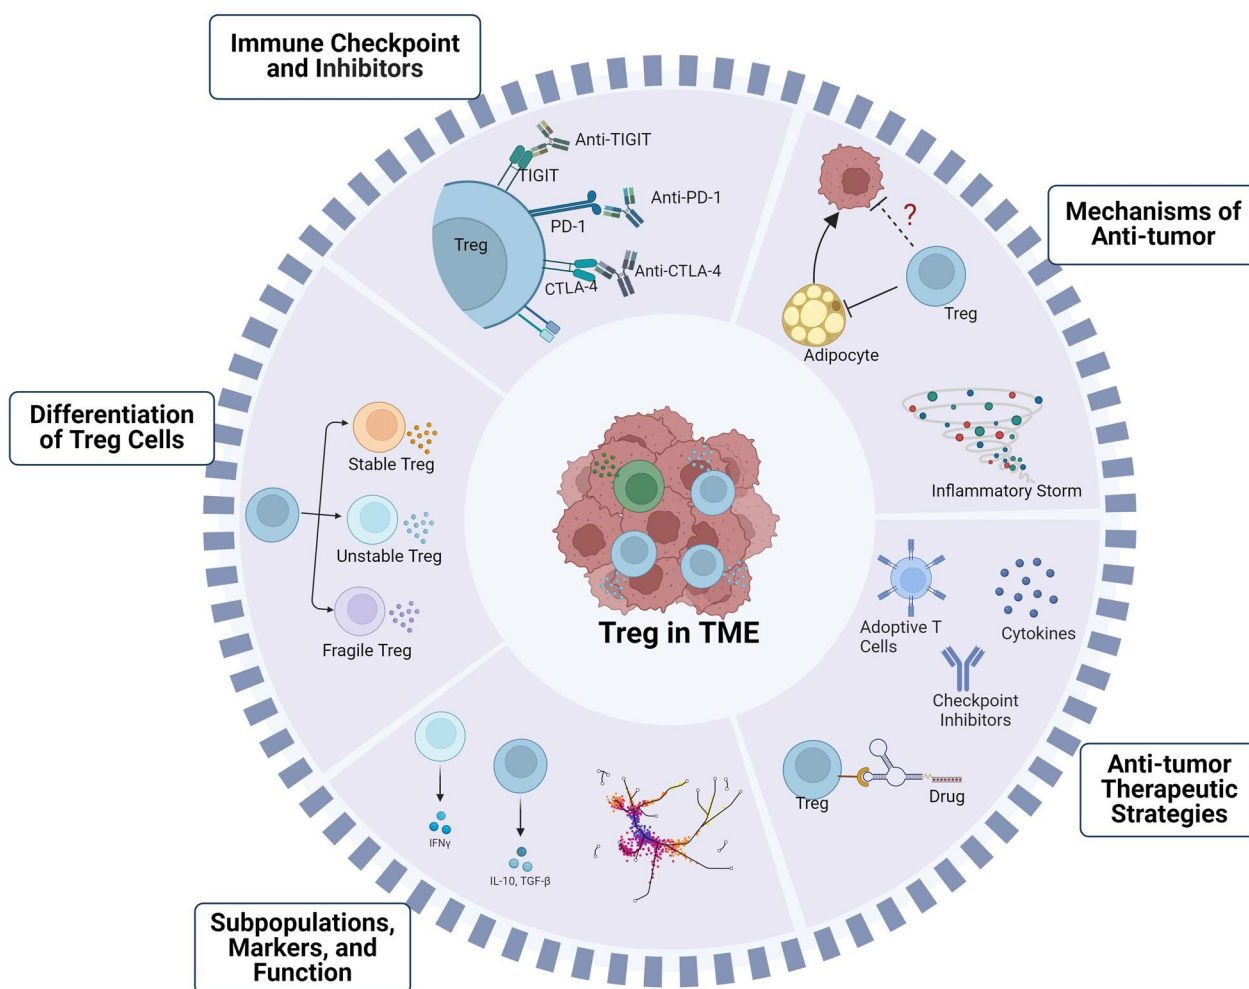 Immune Checkpoint
and Inhibitors
Anti-TIGIT
TIGIT
Anti-PD-1
PD-1
Treg
Anti-CTLA-4
CTLA-4
Mechanisms of
Anti-tumor
?
Treg
Adipocyte
Inflammatory Storm
Differentiation
of Treg Cells
Stable Treg
Unstable Treg
Fragile Treg
Treg in TME
Adoptive T
Cells
Cytokines
Checkpoint
Inhibitors
Treg
Drug
Anti-tumor
Therapeutic
Strategies
IFNγ
IL-10, TGF-β
Subpopulations,
Markers, and
Function